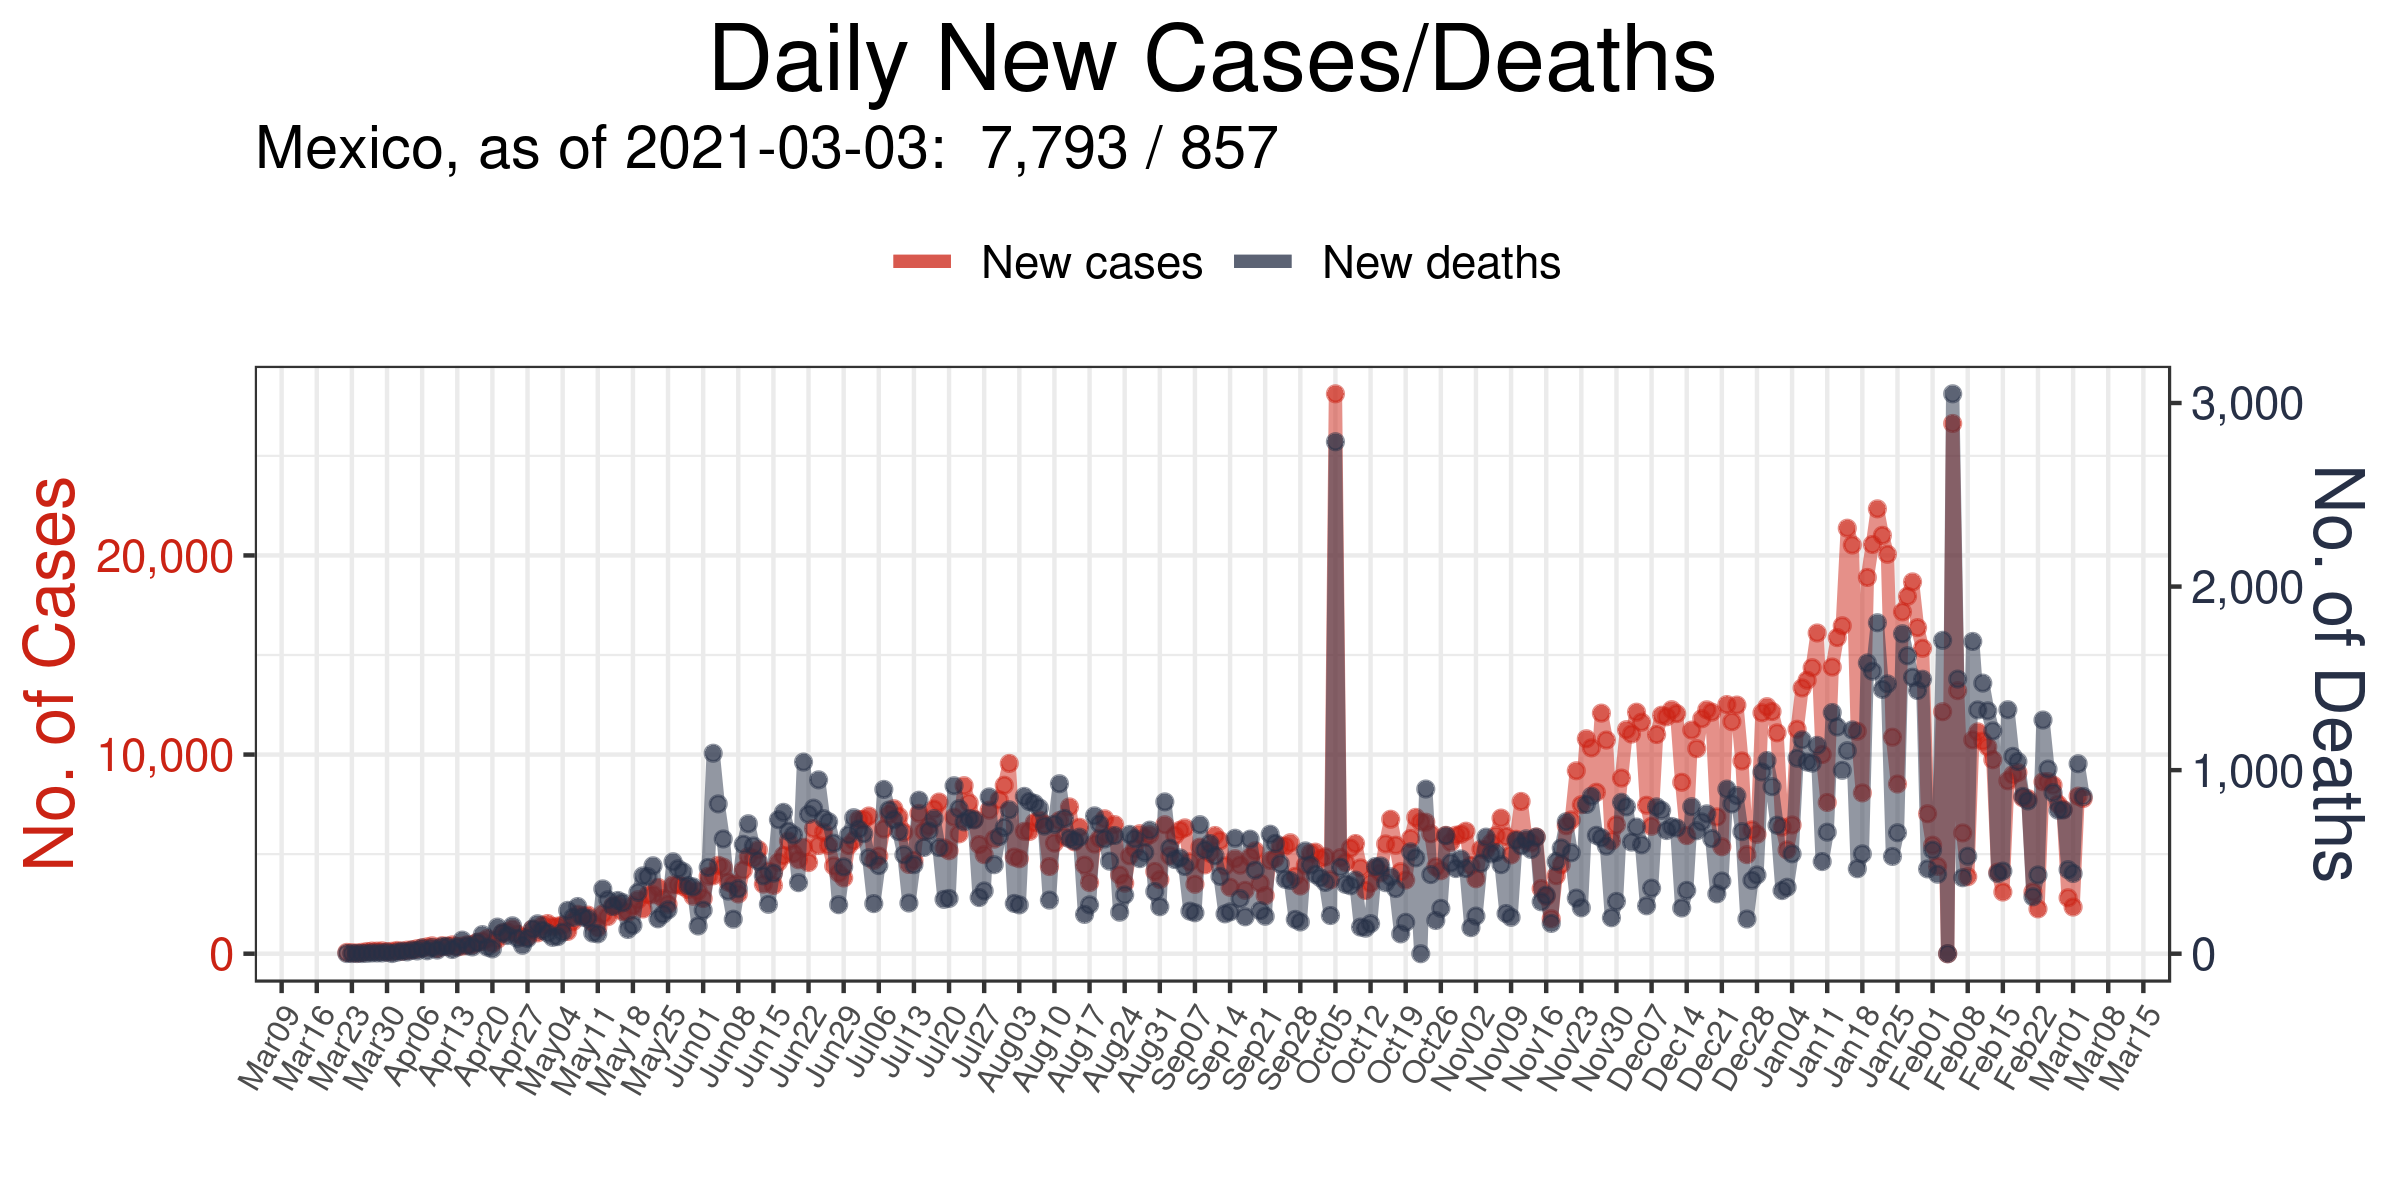 Daily New Cases/Deaths
Mexico, as of 2021-03-03:  7,793 / 857
New cases
New deaths
No. of Cases
20,000
10,000
0
3,000
2,000
1,000
0
No. of Deaths
Mar09
Mar16
Mar23
Mar30
Apr06
Apr13
Apr20
Apr27
May04
May11
May18
May25
Jun01
Jun08
Jun15
Jun22
Jun29
Jul06
Jul13
Jul20
Jul27
Aug03
Aug10
Aug17
Aug24
Aug31
Sep07
Sep14
Sep21
Sep28
Oct05
Oct12
Oct19
Oct26
Nov02
Nov09
Nov16
Nov23
Nov30
Dec07
Dec14
Dec21
Dec28
Dec04
Jan11
Jan18
Jan25
Feb01
Feb08
Feb15
Feb22
Mar01
Mar08
Mar15